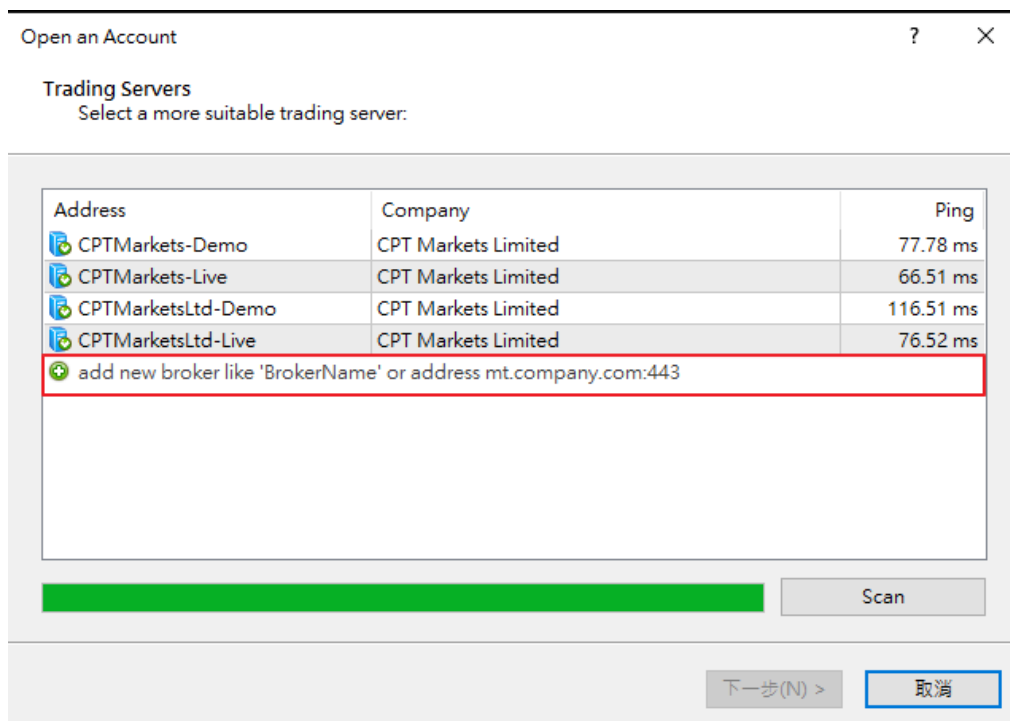 Open an Account
?
Trading Servers
Select a more suitable trading server:
Address Company Ping
CPTMarkets-Demo CPT Markets Limited 77.78 ms
CPTMarkets-Live CPT Markets Limited 66.51 ms
CPTMarketsLtd-Demo CPT Markets Limited 116.51 ms
CPTMarketsLtd-Live CPT Markets Limited 76.52 ms
add new broker like 'BrokerName' or address mt.company.com:443
Scan
下一步(N) >
取消